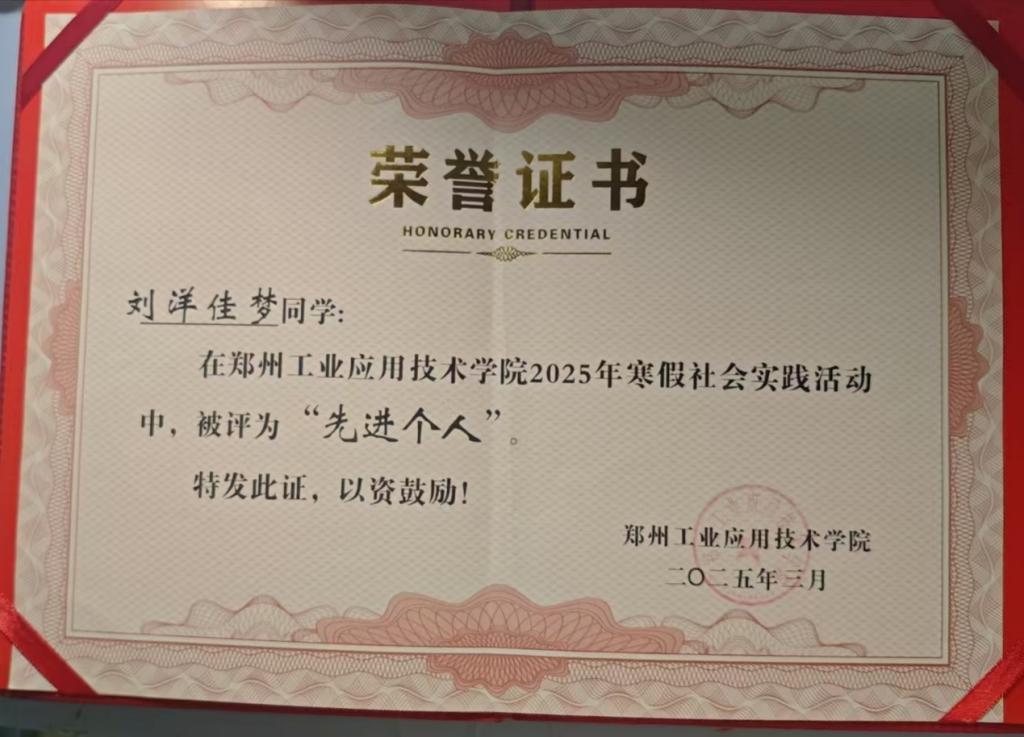 荣誉证书
HONORARY CREDENTIAL
刘洋佳梦同学:
在郑州工业应用技术学院2025年寒假社会实践活动
中，被评为“先进个人”。
特发此证，以资鼓励！
郑州工业应用技术学院
二〇二五年三月